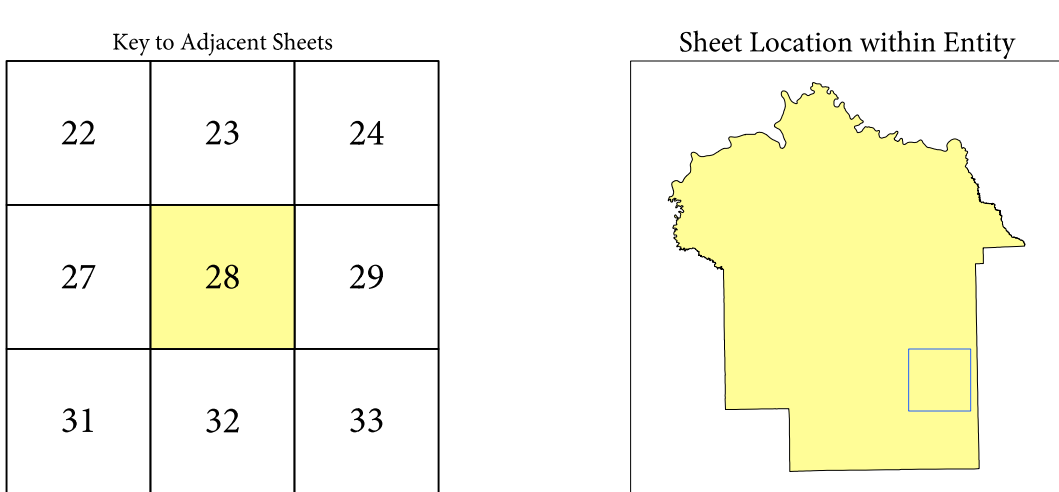 Key to Adjacent Sheets
Sheet Location within Entity
22 23 24
27 28 29
31 32 33